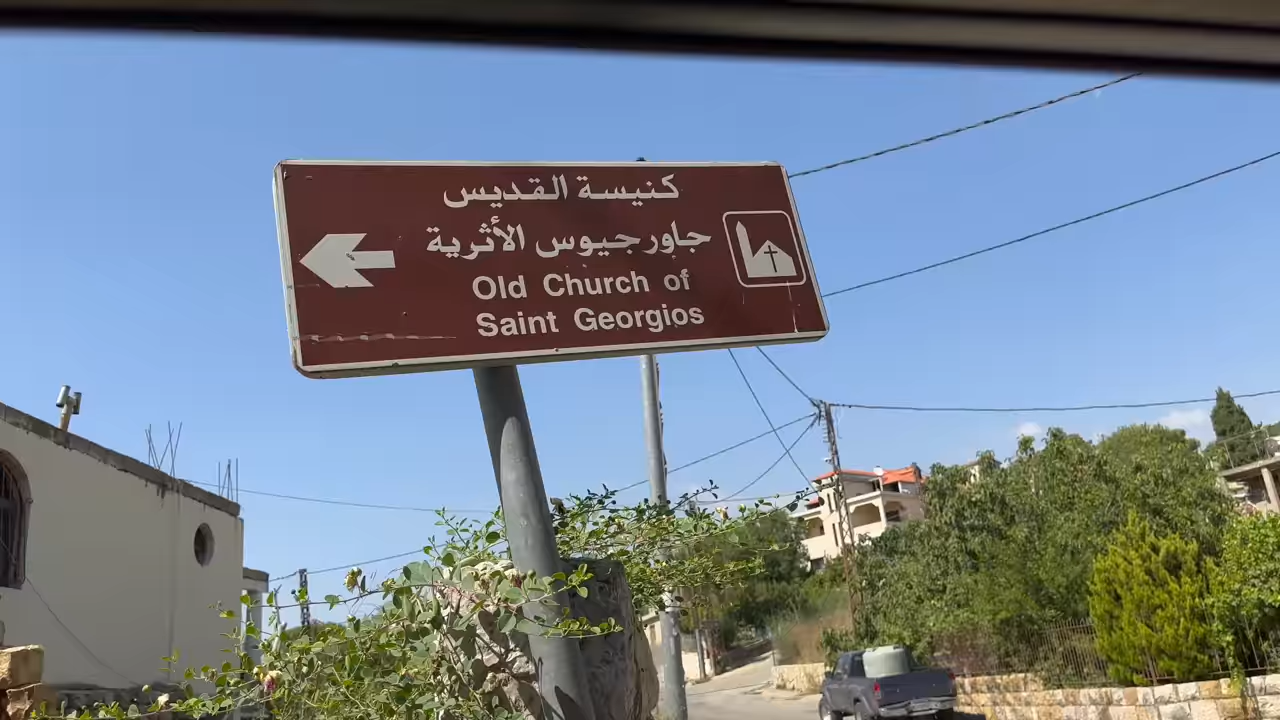 كنيسة القديس
جاورجيوس الأثرية
Old Church of
Saint Georgios